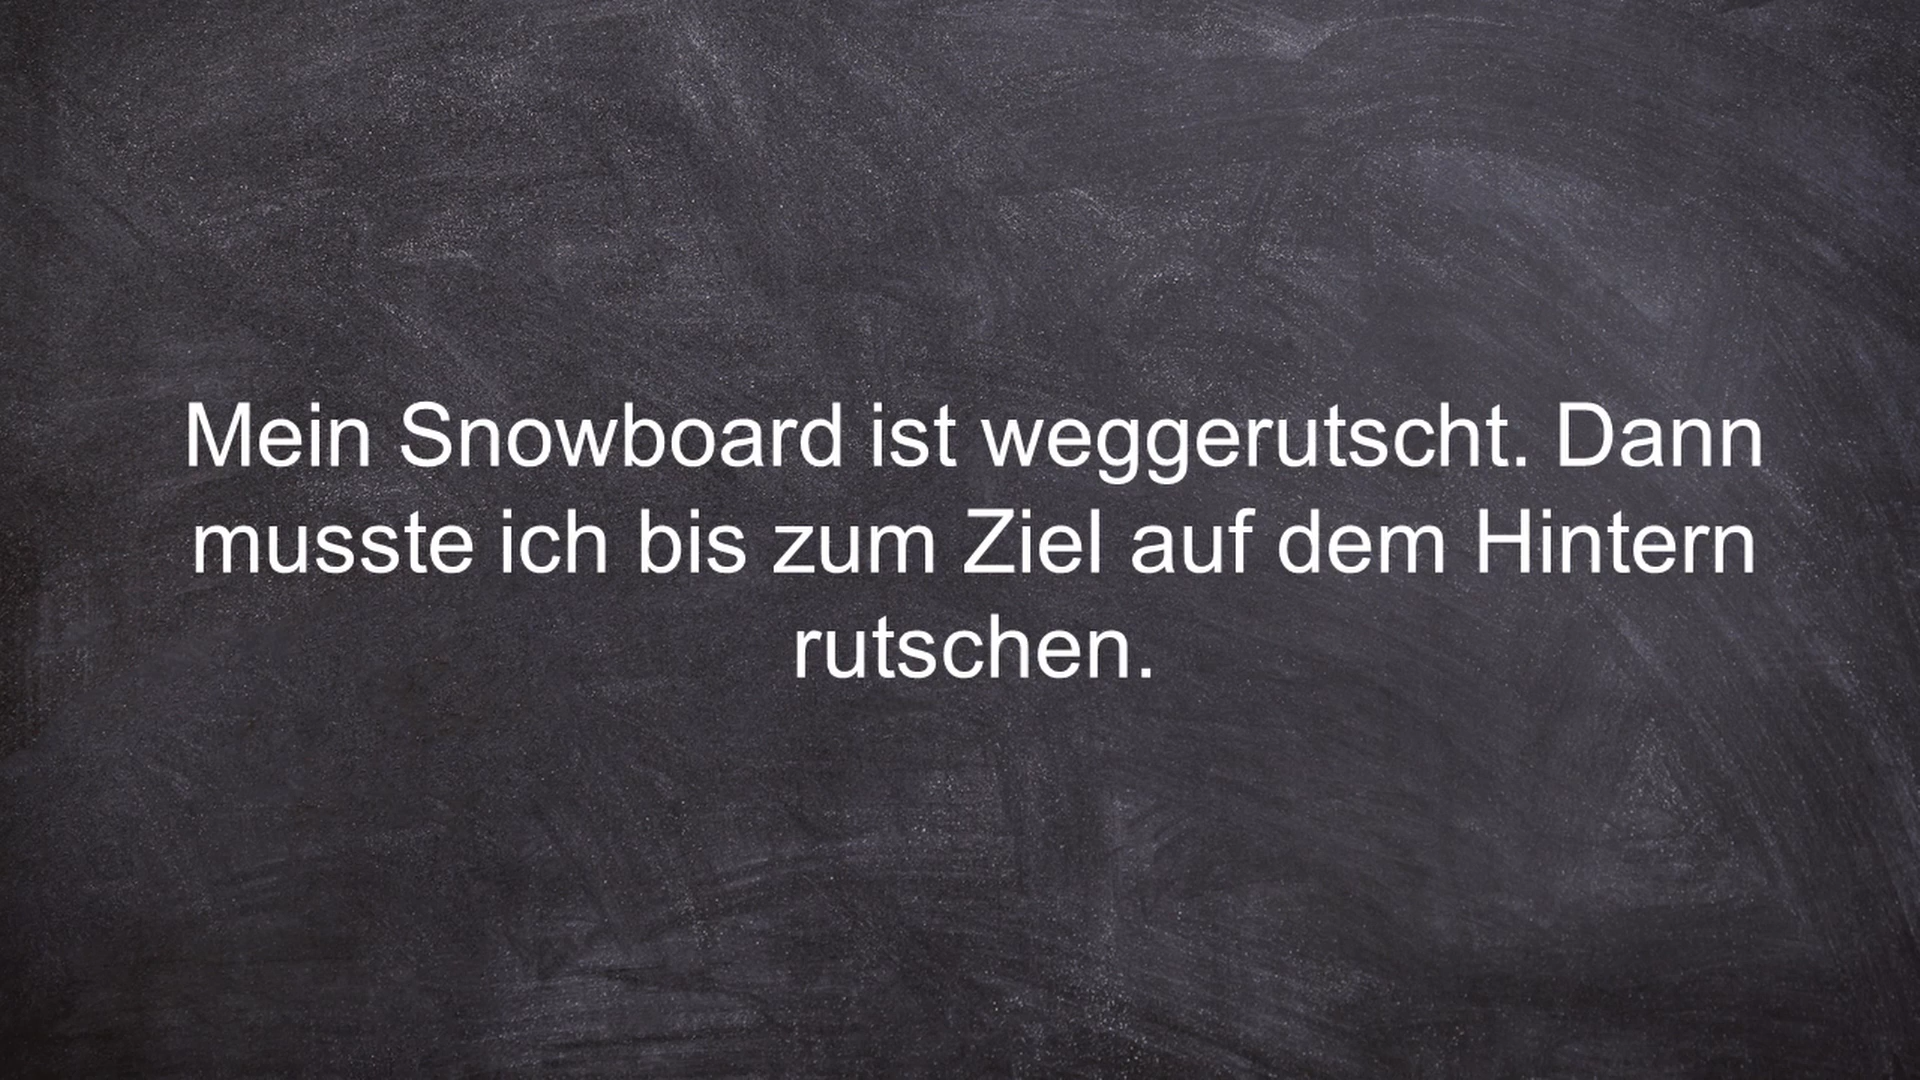 Mein Snowboard ist weggerutscht. Dann
musste ich bis zum Ziel auf dem Hintern
rutschen.